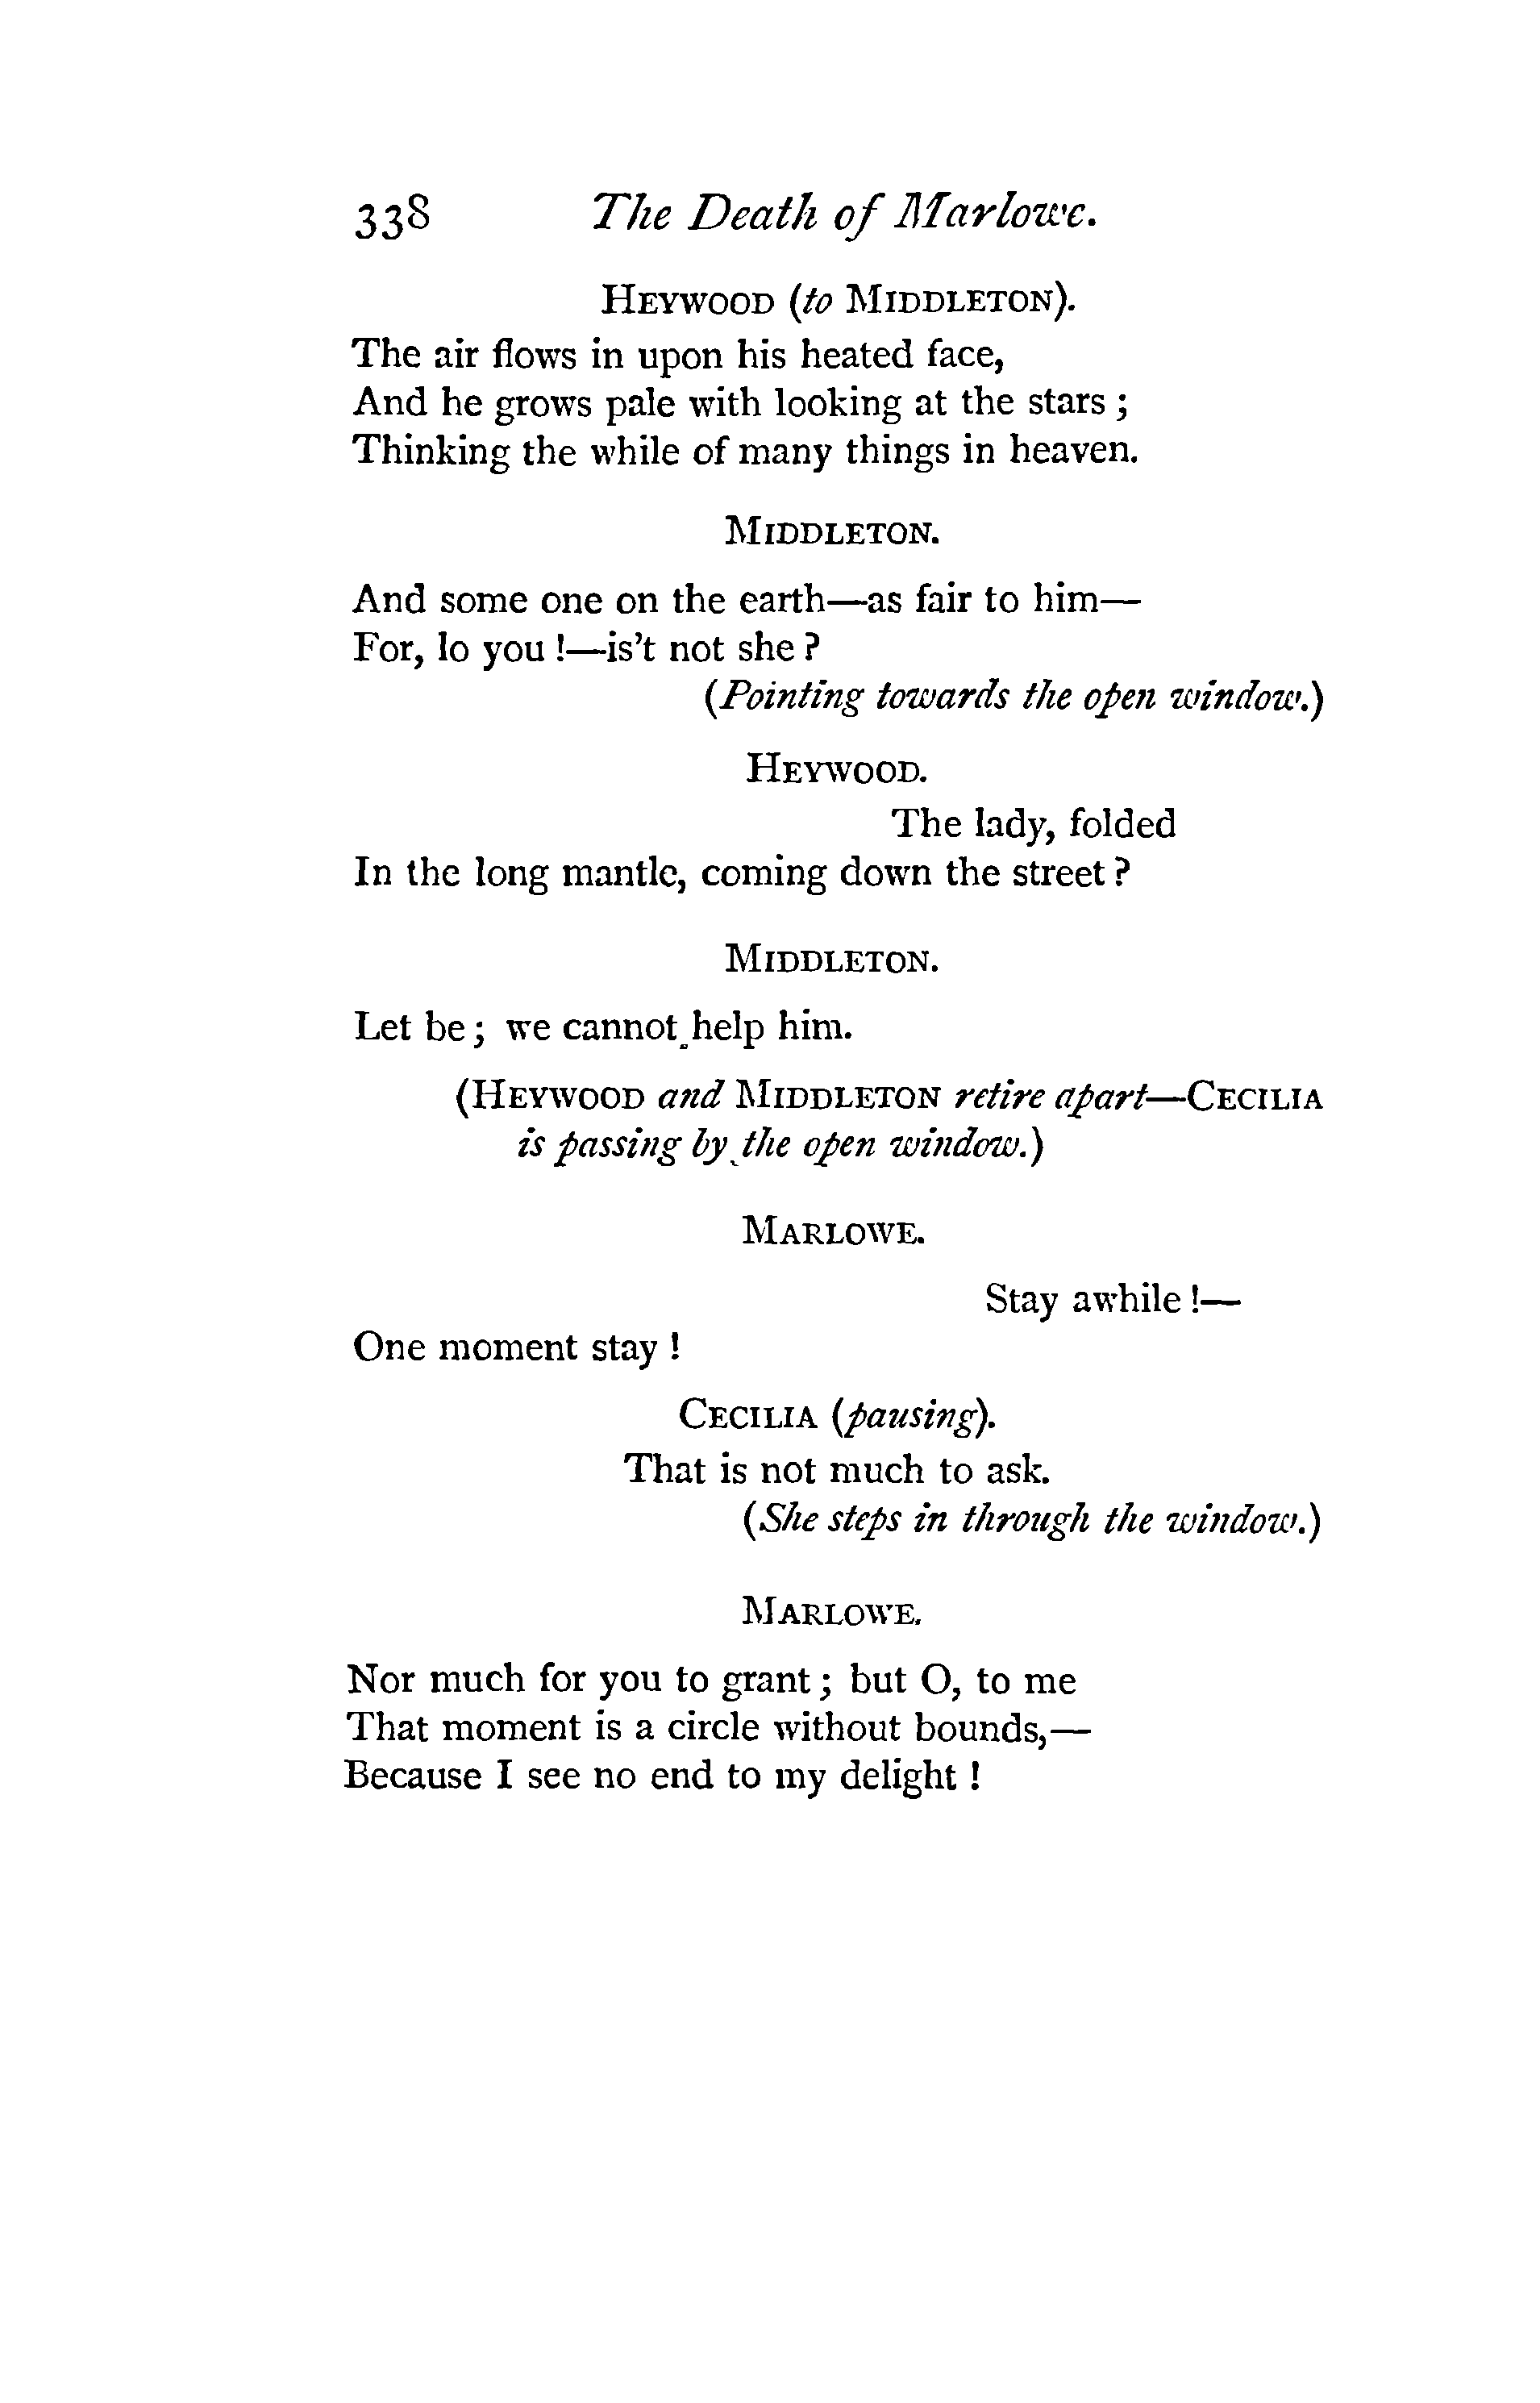 338 The Death of Marlowe.
HEYWOOD (to MIDDLETON).
The air flows in upon his heated face,
And he grows pale with looking at the stars ;
Thinking the while of many things in heaven.
MIDDLETON.
And some one on the earth—as fair to him—
For, lo you !—is't not she ?
(Pointing towards the open window.)
HEYWOOD.
The lady, folded
In the long mantle, coming down the street ?
MIDDLETON.
Let be ; we cannot help him.
(HEYWOOD and MIDDLETON retire apart—CECILIA
is passing by the open window.)
MARLOWE.
Stay awhile !—
One moment stay !
CECILIA (pausing).
That is not much to ask.
(She steps in through the window.)
MARLOWE.
Nor much for you to grant ; but O, to me
That moment is a circle without bounds,—
Because I see no end to my delight !